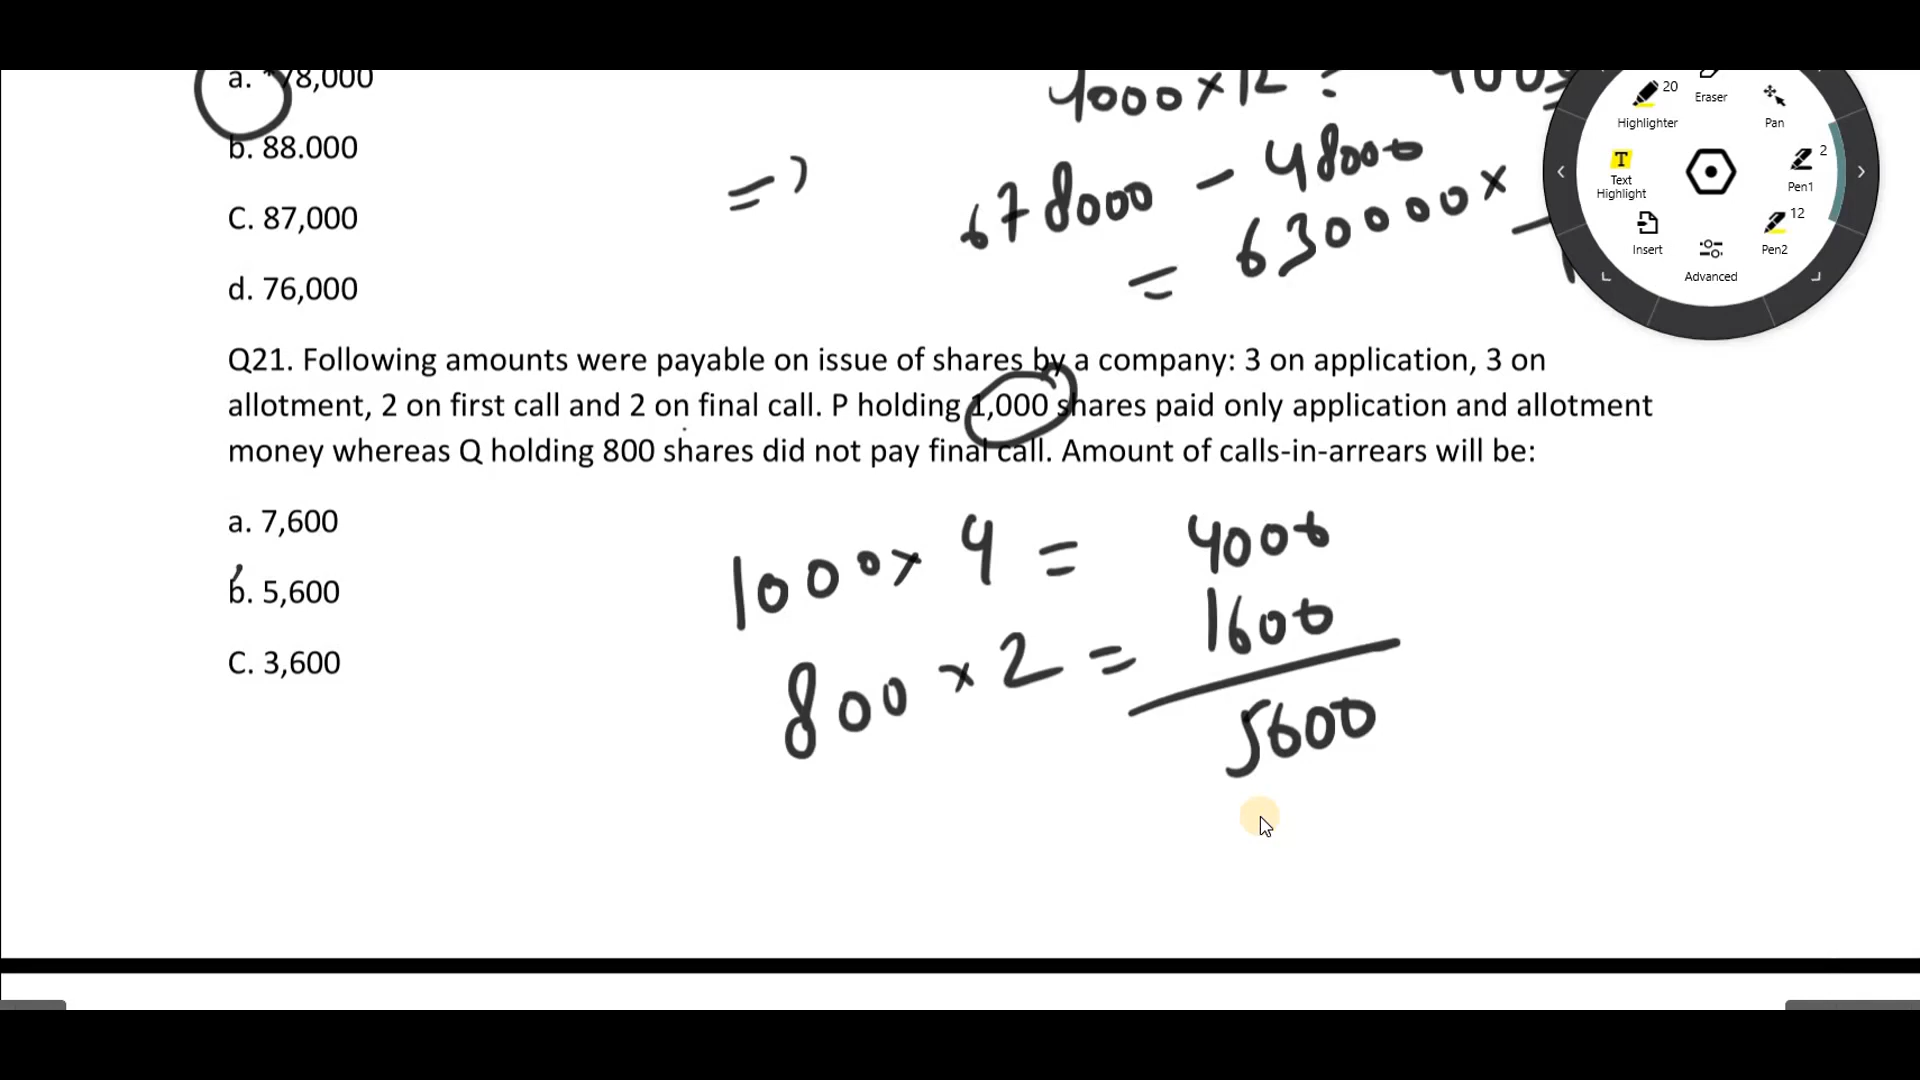 a. *78,000
4000 x 12 =
Eraser
20
Highlighter
Pan
b. 88.000
=>
678000 - 48000
T
Text
Highlight
2
Pen1
C. 87,000
= 630000 x
Insert
12
Pen2
Advanced
d. 76,000
Q21. Following amounts were payable on issue of shares by a company: 3 on application, 3 on
allotment, 2 on first call and 2 on final call. P holding 1,000 shares paid only application and allotment
money whereas Q holding 800 shares did not pay final call. Amount of calls-in-arrears will be:
a. 7,600
1000 x 4 = 4000
b. 5,600
800 x 2 = 1600
C. 3,600
5600